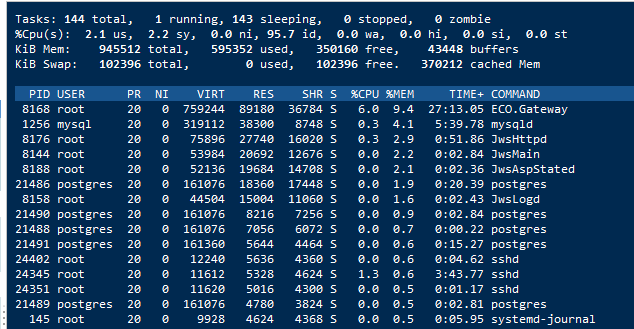 Tasks: 144 total,   1 running, 143 sleeping,   0 stopped,   0 zombie
%Cpu(s):  2.1 us,  2.2 sy,  0.0 ni, 95.7 id,  0.0 wa,  0.0 hi,  0.0 si,  0.0 st
KiB Mem:    945512 total,   595352 used,   350160 free,    43448 buffers
KiB Swap:   102396 total,        0 used,   102396 free.   370212 cached Mem
PID USER      PR  NI    VIRT    RES    SHR S  %CPU %MEM     TIME+ COMMAND
8168 root      20   0  759244  89180  36784 S   6.0  9.4  27:13.05 ECO.Gateway
1256 mysql     20   0  319112  38300   8748 S   0.3  4.1   5:39.78 mysqld
8176 root      20   0   75896  27740  16020 S   0.3  2.9   0:51.86 JwsHttpd
8144 root      20   0   53984  20692  12676 S   0.0  2.2   0:02.84 JwsMain
8188 root      20   0   52136  19684  14708 S   0.0  2.1   0:02.36 JwsAspStated
21486 postgres  20   0  161076  18360  17448 S   0.0  1.9   0:20.39 postgres
8158 root      20   0   44504  15004  11060 S   0.0  1.6   0:02.43 JwsLogd
21490 postgres  20   0  161076   8216   7256 S   0.0  0.9   0:02.84 postgres
21488 postgres  20   0  161076   7056   6072 S   0.0  0.7   0:00.22 postgres
21491 postgres  20   0  161360   5644   4464 S   0.0  0.6   0:15.27 postgres
24402 root      20   0   12240   5636   4360 S   0.0  0.6   0:04.62 sshd
24345 root      20   0   11612   5328   4624 S   1.3  0.6   3:43.77 sshd
24351 root      20   0   11620   5016   4300 S   0.0  0.5   0:01.17 sshd
21489 postgres  20   0  161076   4780   3824 S   0.0  0.5   0:02.81 postgres
145 root      20   0    9928   4624   4368 S   0.0  0.5   0:05.95 systemd-journal